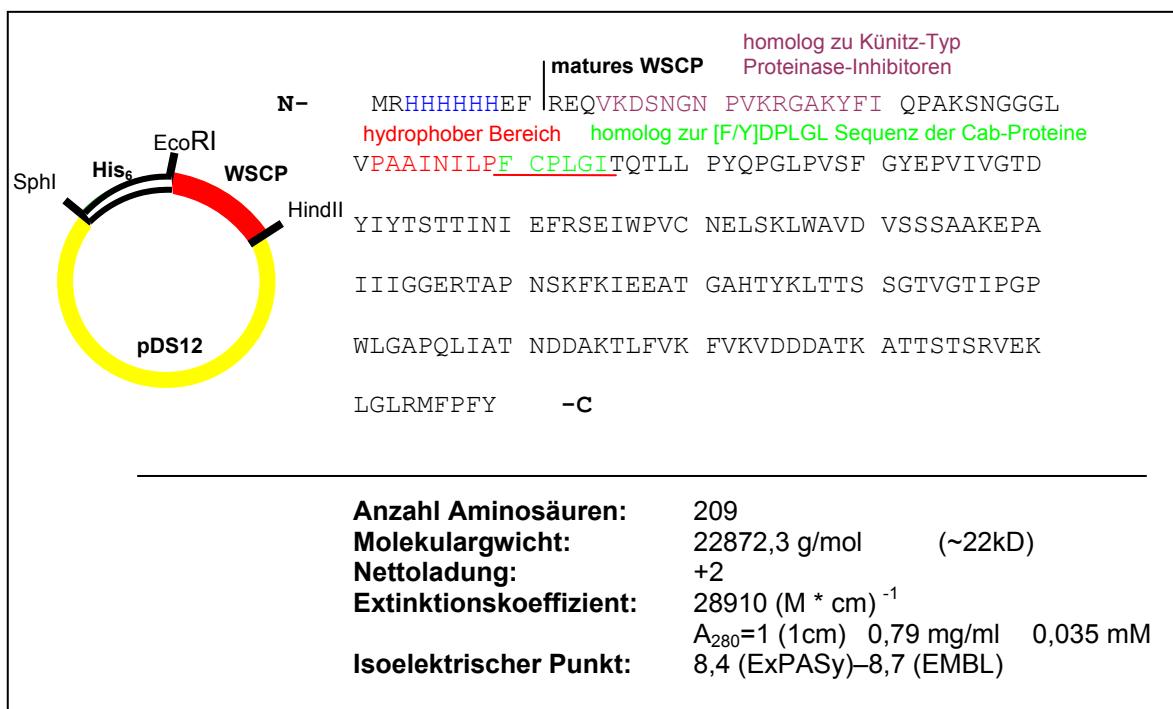 homolog zu Künitz-Typ
matures WSCP Proteinase-Inhibitoren
N– MRHHHHHHEF REQVKDSNGN PVKRGAKYFI QPAKSNGGGL
hydrophober Bereich homolog zur [F/Y]DPLGL Sequenz der Cab-Proteine
VPAAINILPF CPLGITQTLL PYQPGLPVSF GYEPVIVGTD
YIYTSTTINI EFRSEIWPVC NELSKLWAVD VSSSAAKEPA
IIIGGERTAP NSKFKIEEAT GAHTYKLTTS SGTVGTIPGP
WLGAPQLIAT NDDAKTLFVK FVKVDDDATK ATTSTSRVEK
LGLRMFPFY –C
EcoRI
SphI His6 WSCP
HindII
pDS12
Anzahl Aminosäuren: 209
Molekulargwicht: 22872,3 g/mol (~22kD)
Nettoladung: +2
Extinktionskoeffizient: 28910 (M * cm) -1
A280=1 (1cm) 0,79 mg/ml 0,035 mM
Isoelektrischer Punkt: 8,4 (ExPASy)–8,7 (EMBL)